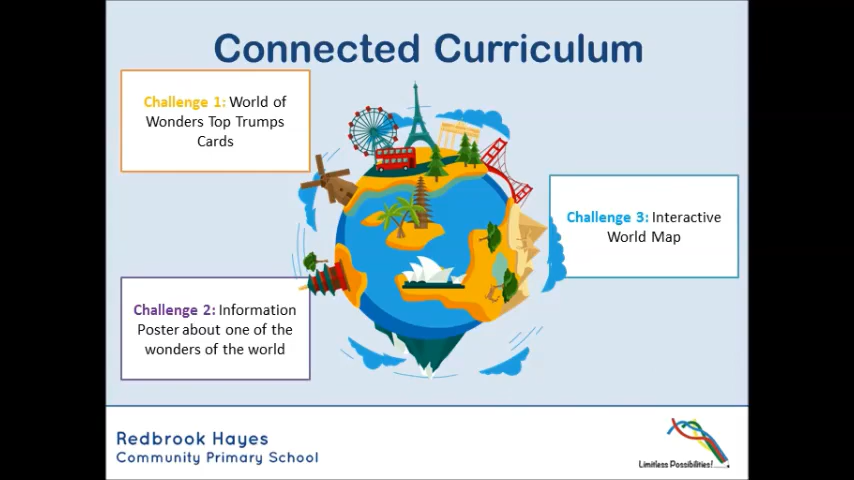 Connected Curriculum
Challenge 1: World of
Wonders Top Trumps
Cards
Challenge 3: Interactive
World Map
Challenge 2: Information
Poster about one of the
wonders of the world
Redbrook Hayes
Community Primary School
Limitless Possibilities!.......